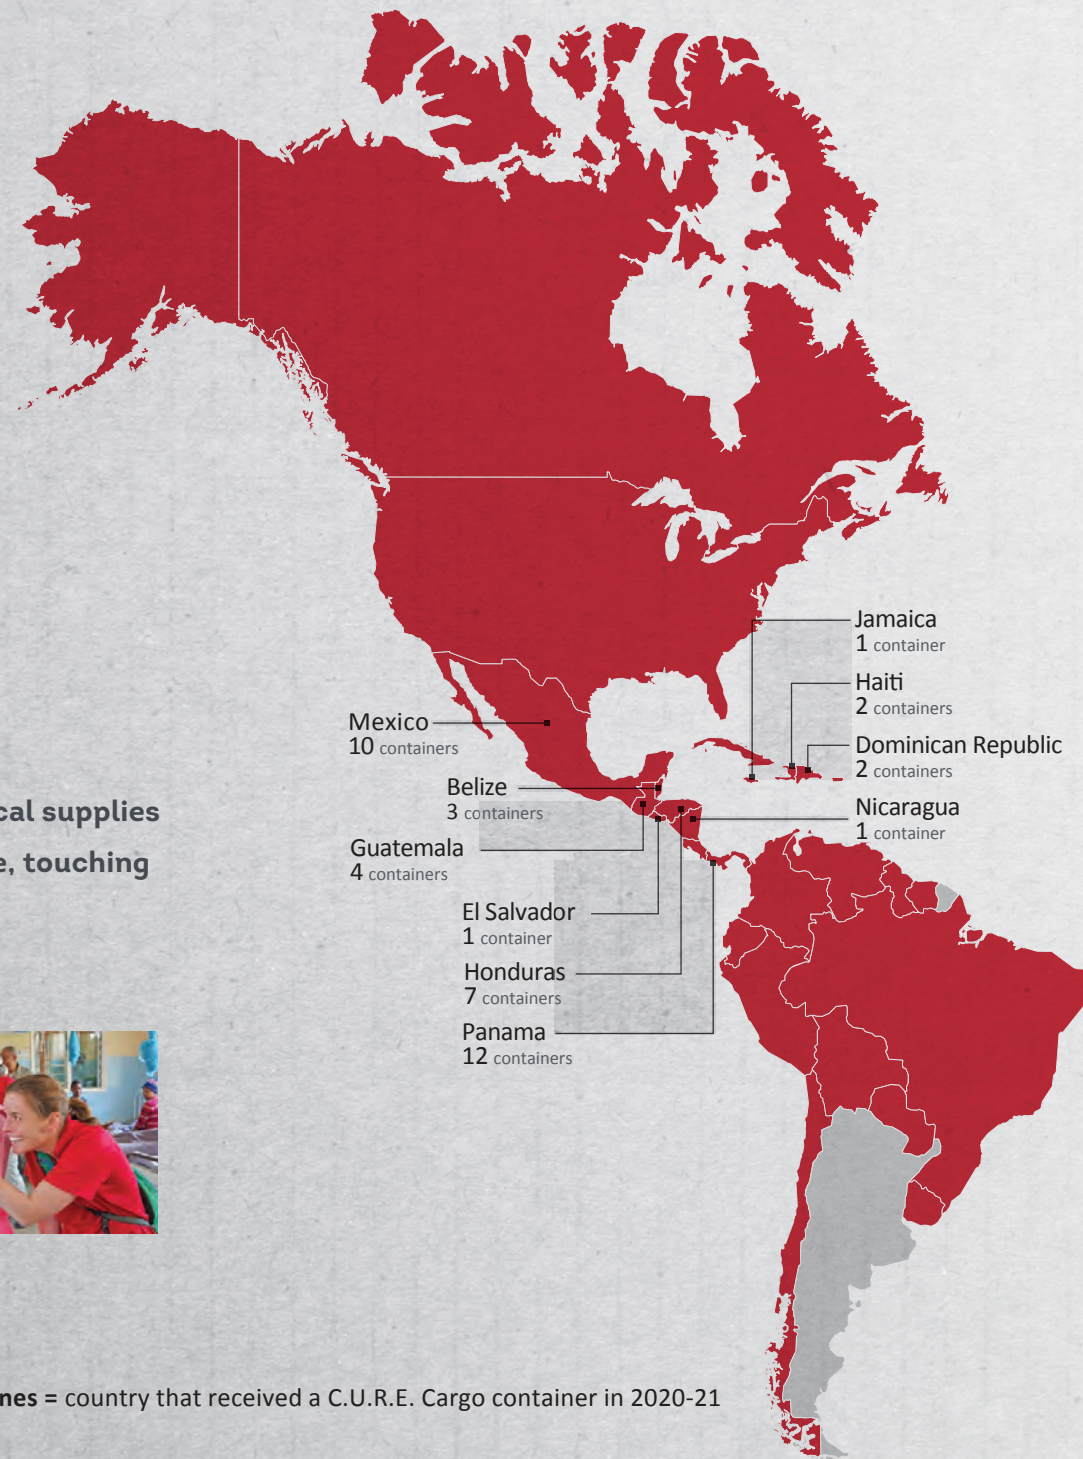 Jamaica
1 container
Haiti
2 containers
Mexico
10 containers
Dominican Republic
2 containers
Belize
3 containers
Nicaragua
1 container
cal supplies
Guatemala
4 containers
e, touching
El Salvador
1 container
Honduras
7 containers
Panama
12 containers
nes = country that received a C.U.R.E. Cargo container in 2020-21